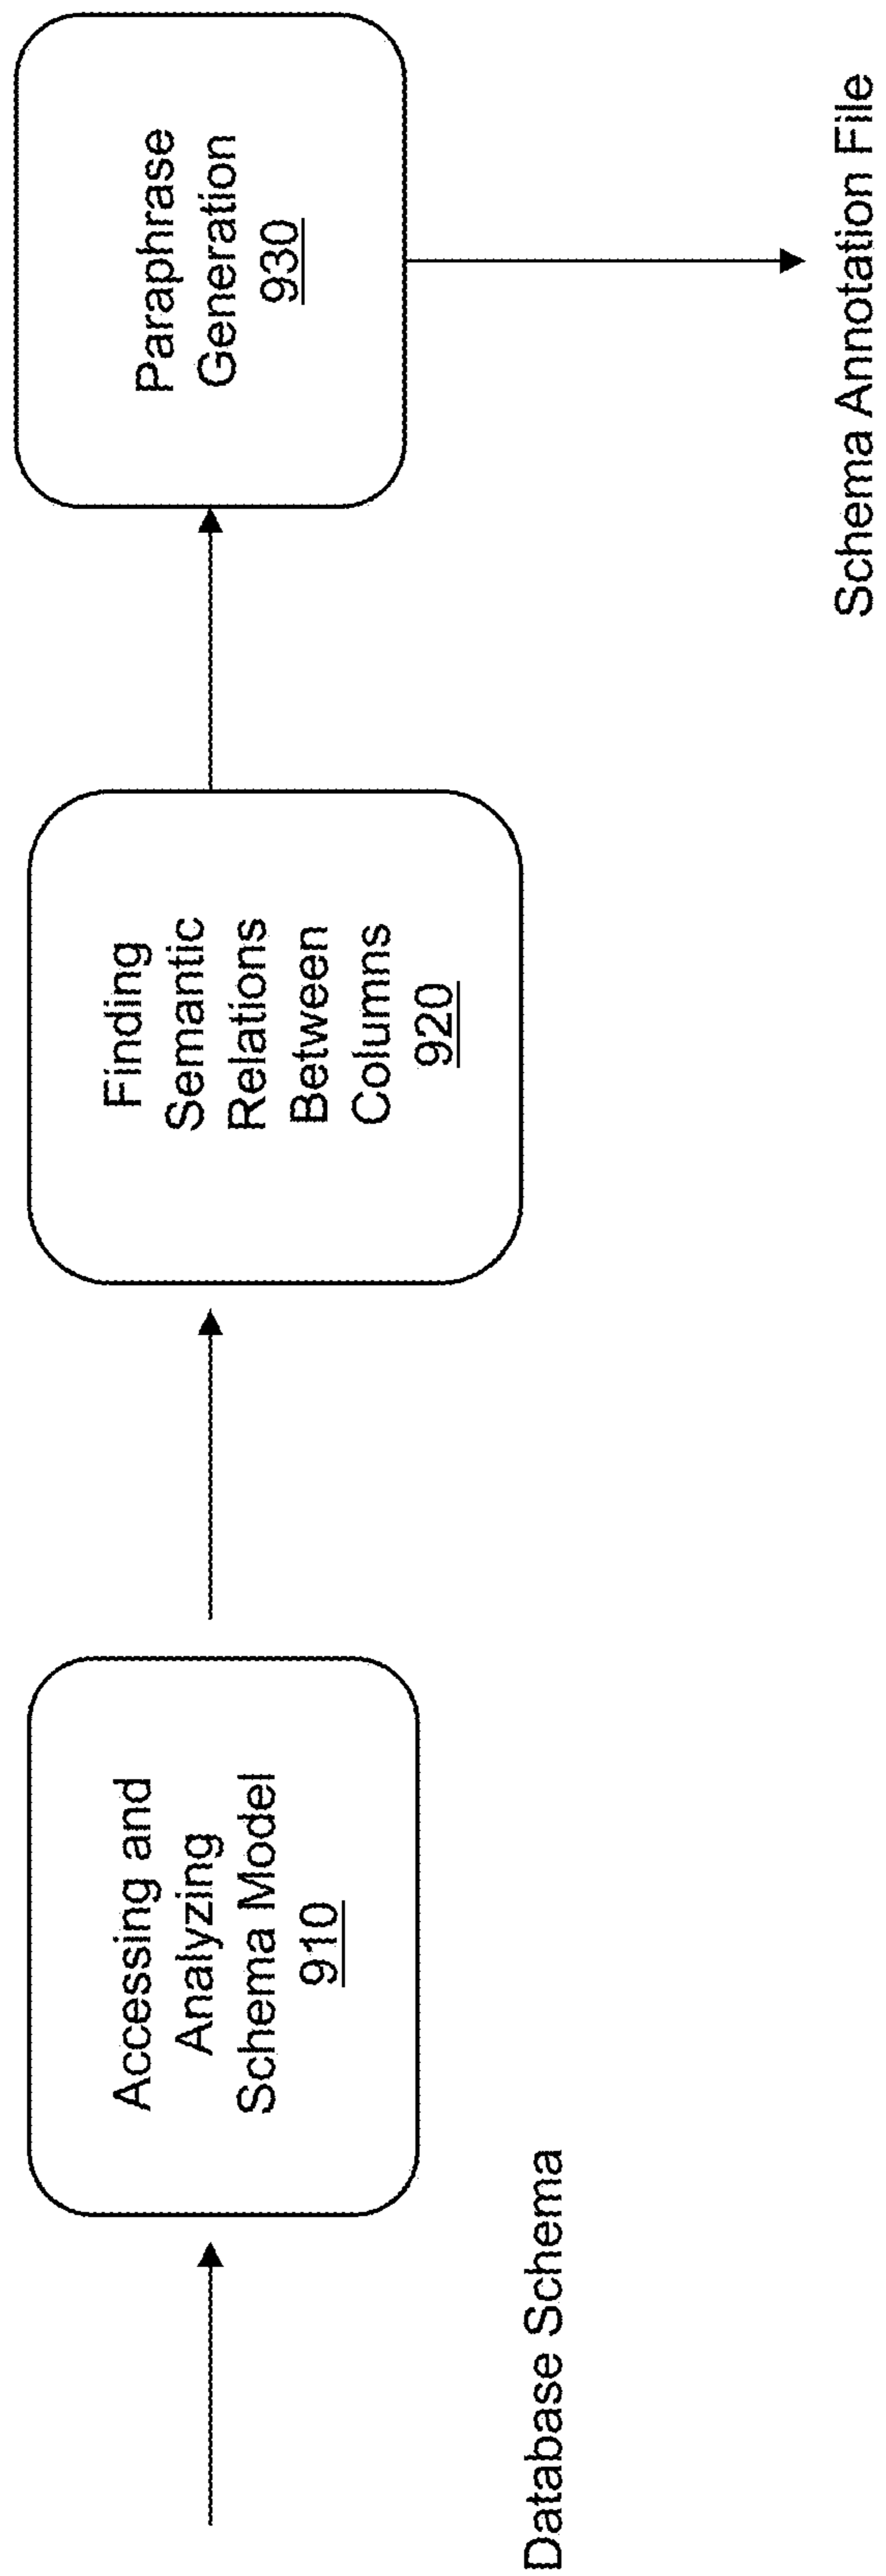 Database Schema
Accessing and
Analyzing
Schema Model
910
Finding
Semantic
Relations
Between
Columns
920
Paraphrase
Generation
930
Schema Annotation File